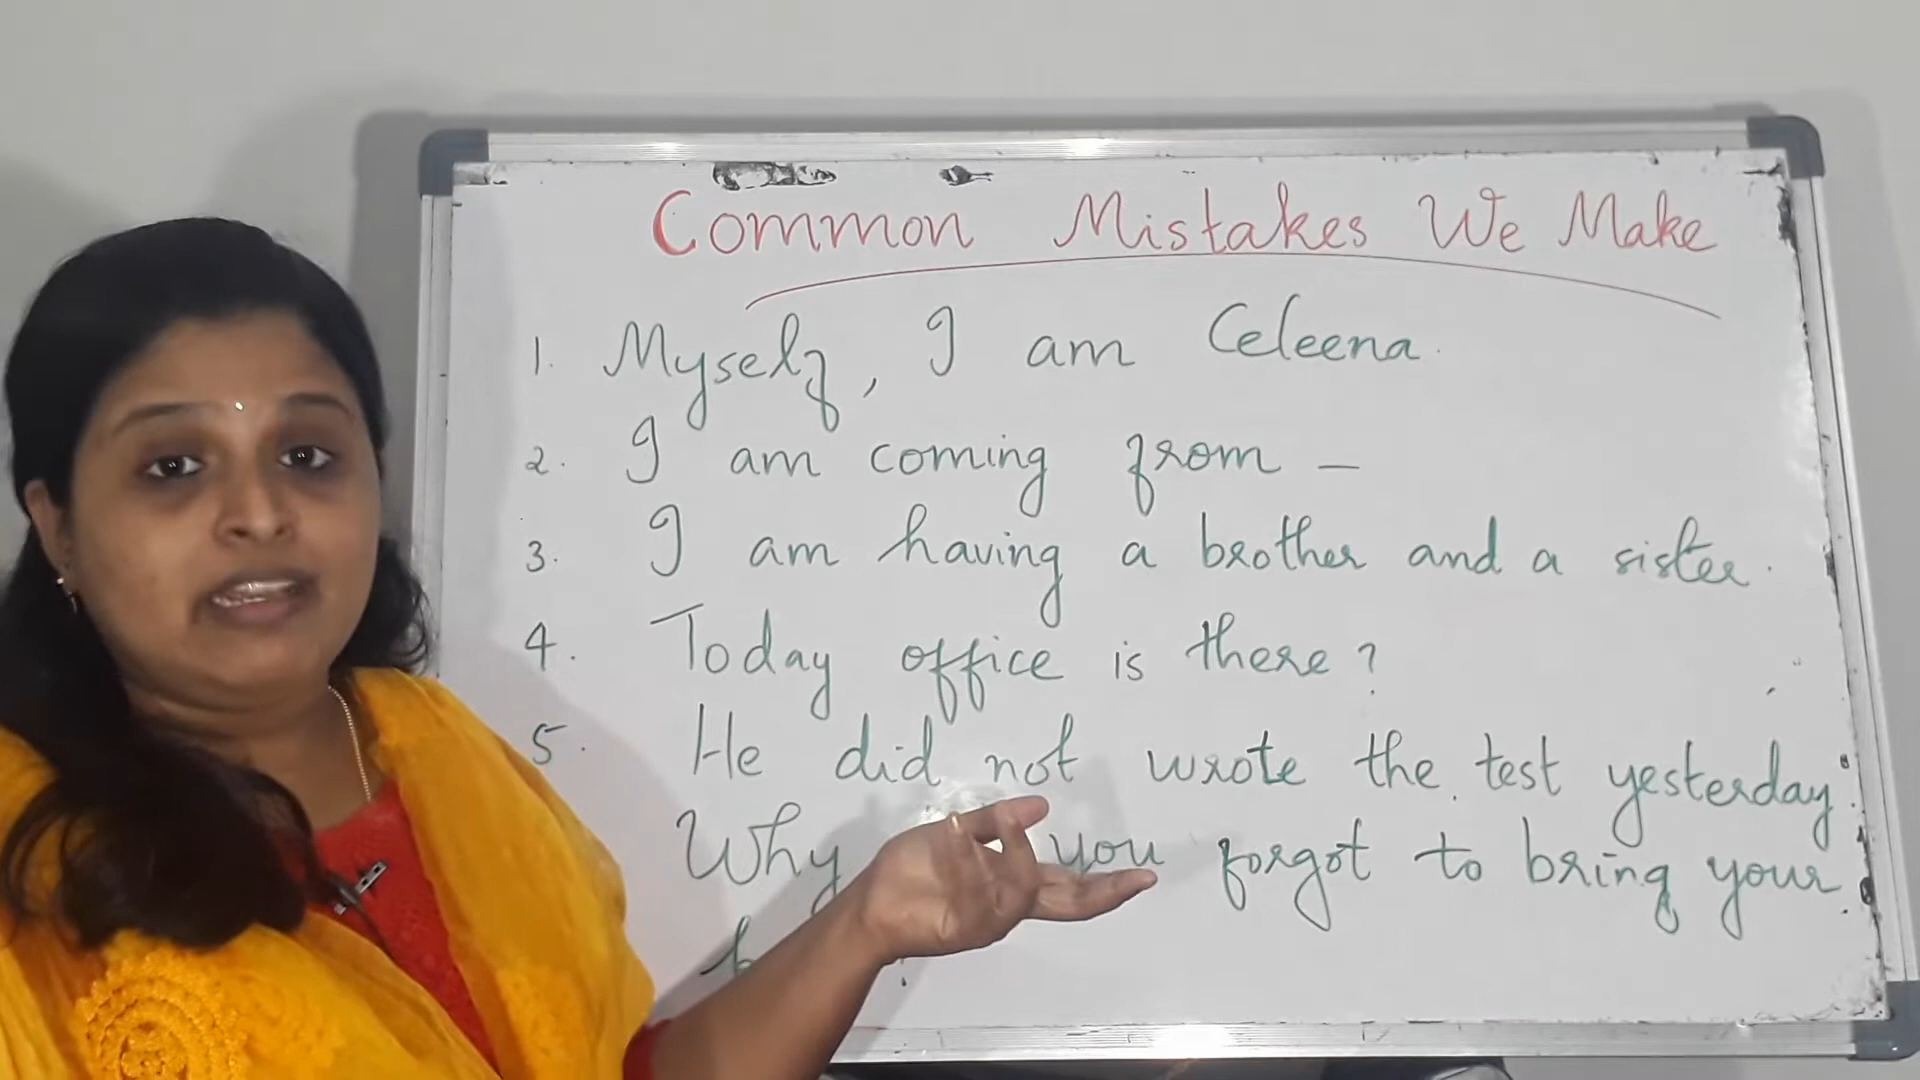 Common Mistakes We Make
1. Myself, I am Celeena.
2. I am coming from —
3. I am having a brother and a sister.
4. Today office is there?
5. He did not wrote the test yesterday.
Why you forgot to bring your